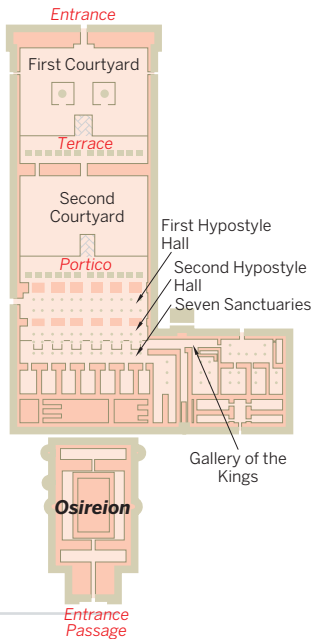 Entrance
First Courtyard
Terrace
Second
Courtyard
First Hypostyle
Hall
Portico
Second Hypostyle
Hall
Seven Sanctuaries
Gallery of the
Kings
Osireion
Entrance
Passage